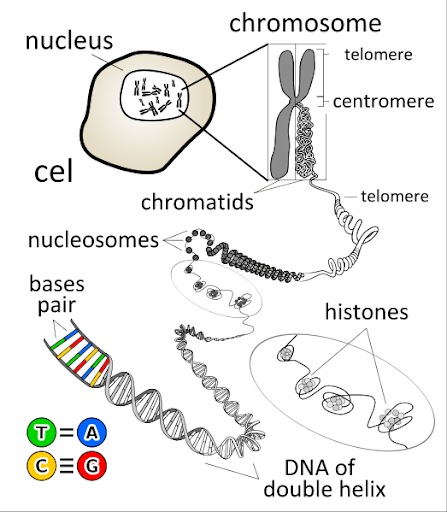 chromosome
nucleus
telomere
centromere
cel
chromatids
telomere
nucleosomes
bases
pair
histones
T = A
C ≡ G
DNA of
double helix